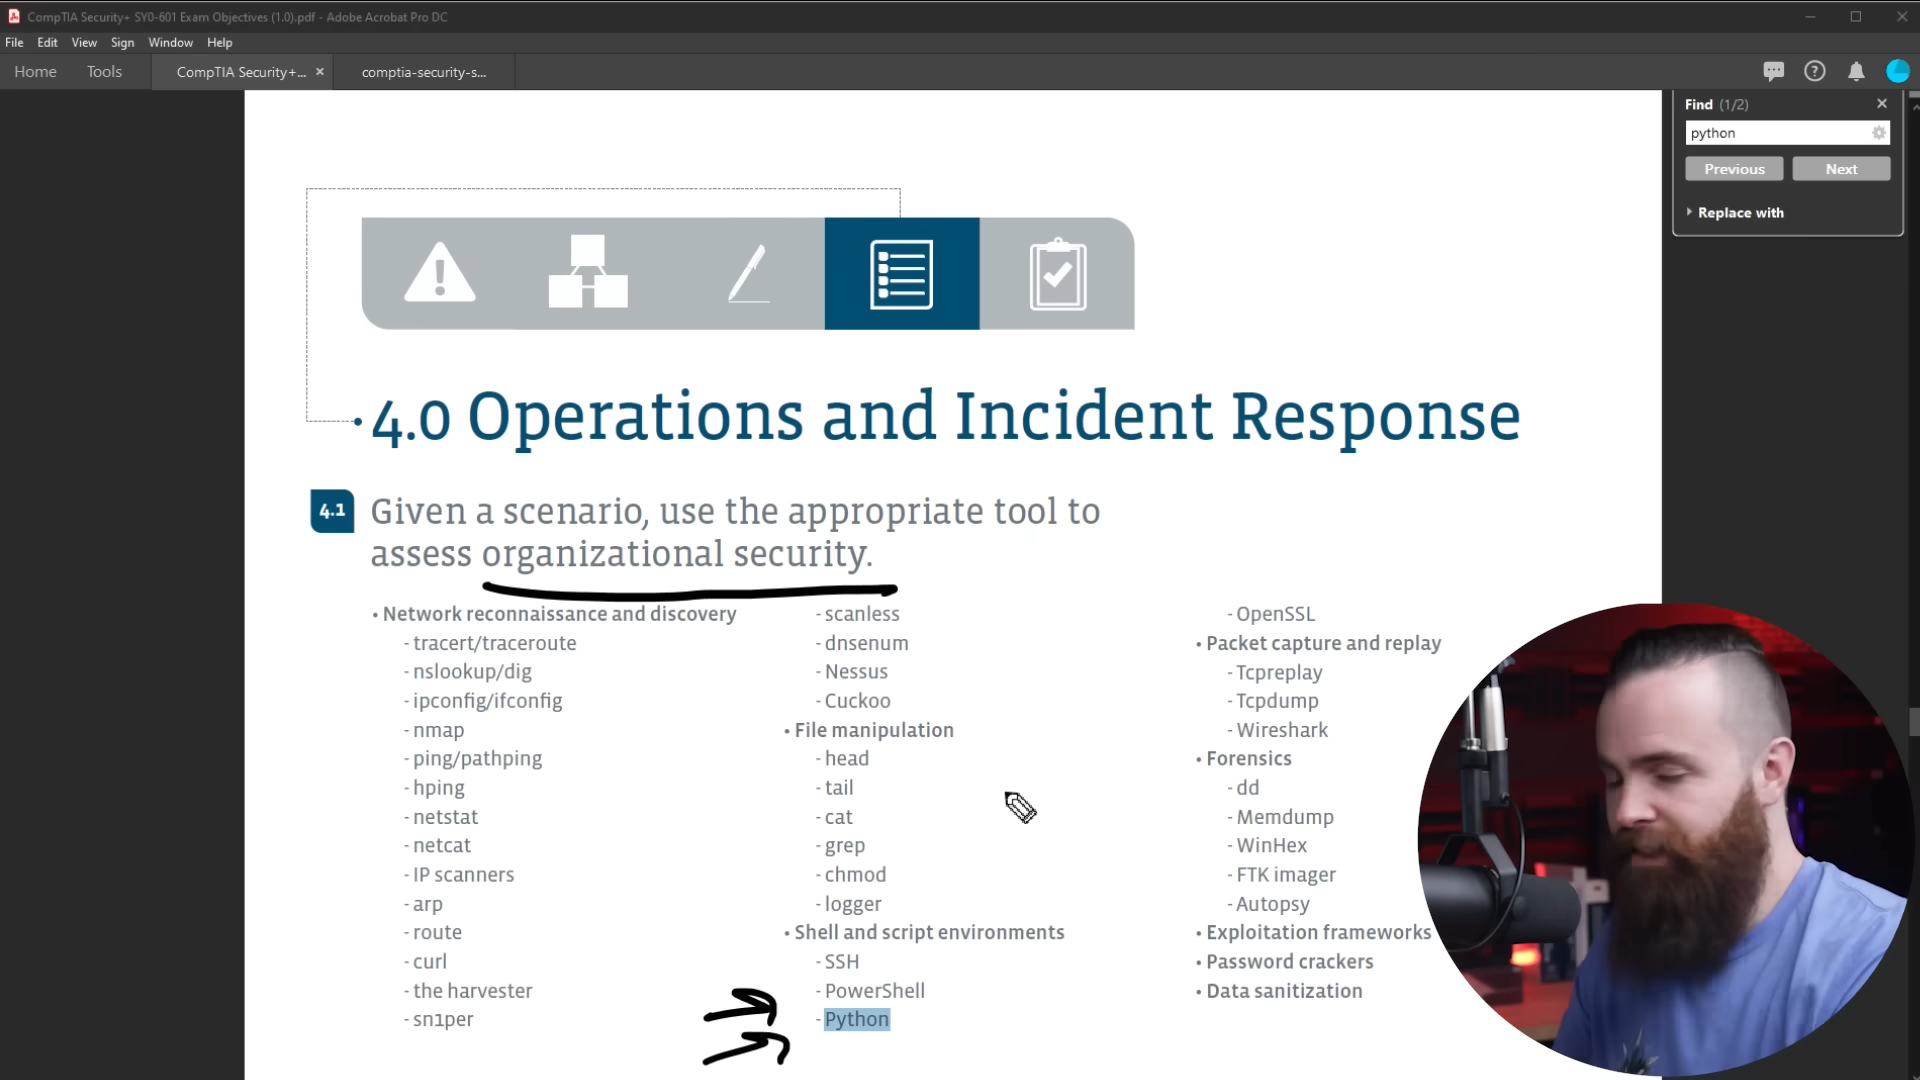 CompTIA Security+ SY0-601 Exam Objectives (1.0).pdf - Adobe Acrobat Pro DC
File Edit View Sign Window Help
Home Tools CompTIA Security+... × comptia-security-s...
Find (1/2)
python
Previous Next
Replace with
4.0 Operations and Incident Response
4.1 Given a scenario, use the appropriate tool to
assess organizational security.
• Network reconnaissance and discovery
- tracert/traceroute
- nslookup/dig
- ipconfig/ifconfig
- nmap
- ping/pathping
- hping
- netstat
- netcat
- IP scanners
- arp
- route
- curl
- the harvester
- sn1per
- scanless
- dnsenum
- Nessus
- Cuckoo
• File manipulation
- head
- tail
- cat
- grep
- chmod
- logger
• Shell and script environments
- SSH
- PowerShell
- Python
- OpenSSL
• Packet capture and replay
- Tcpreplay
- Tcpdump
- Wireshark
• Forensics
- dd
- Memdump
- WinHex
- FTK imager
- Autopsy
• Exploitation frameworks
• Password crackers
• Data sanitization